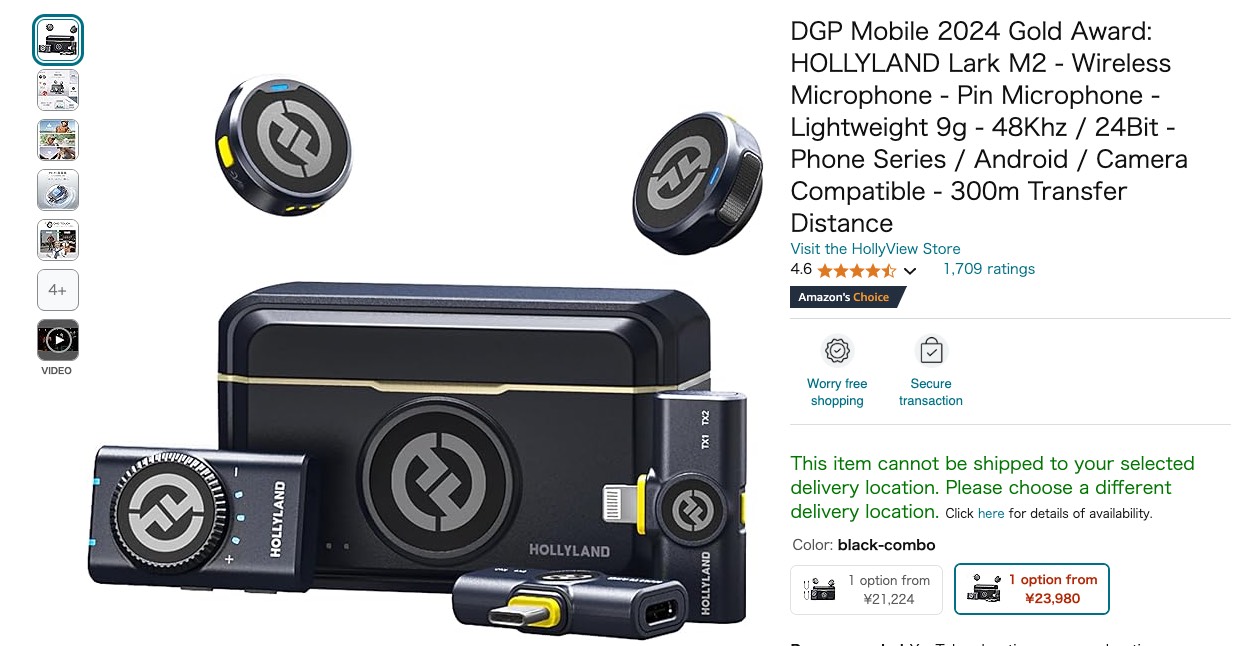 DGP Mobile 2024 Gold Award:
HOLLYLAND Lark M2 - Wireless
Microphone - Pin Microphone -
Lightweight 9g - 48Khz / 24Bit -
Phone Series / Android / Camera
Compatible - 300m Transfer
Distance
Visit the HollyView Store
4.6
1,709 ratings
Amazon's Choice
Worry free
shopping
Secure
transaction
This item cannot be shipped to your selected
delivery location. Please choose a different
delivery location. Click here for details of availability.
Color: black-combo
1 option from
¥21,224
1 option from
¥23,980
4+
VIDEO
HOLLYLAND
HOLLYLAND
TX1 TX2
HOLLYLAND